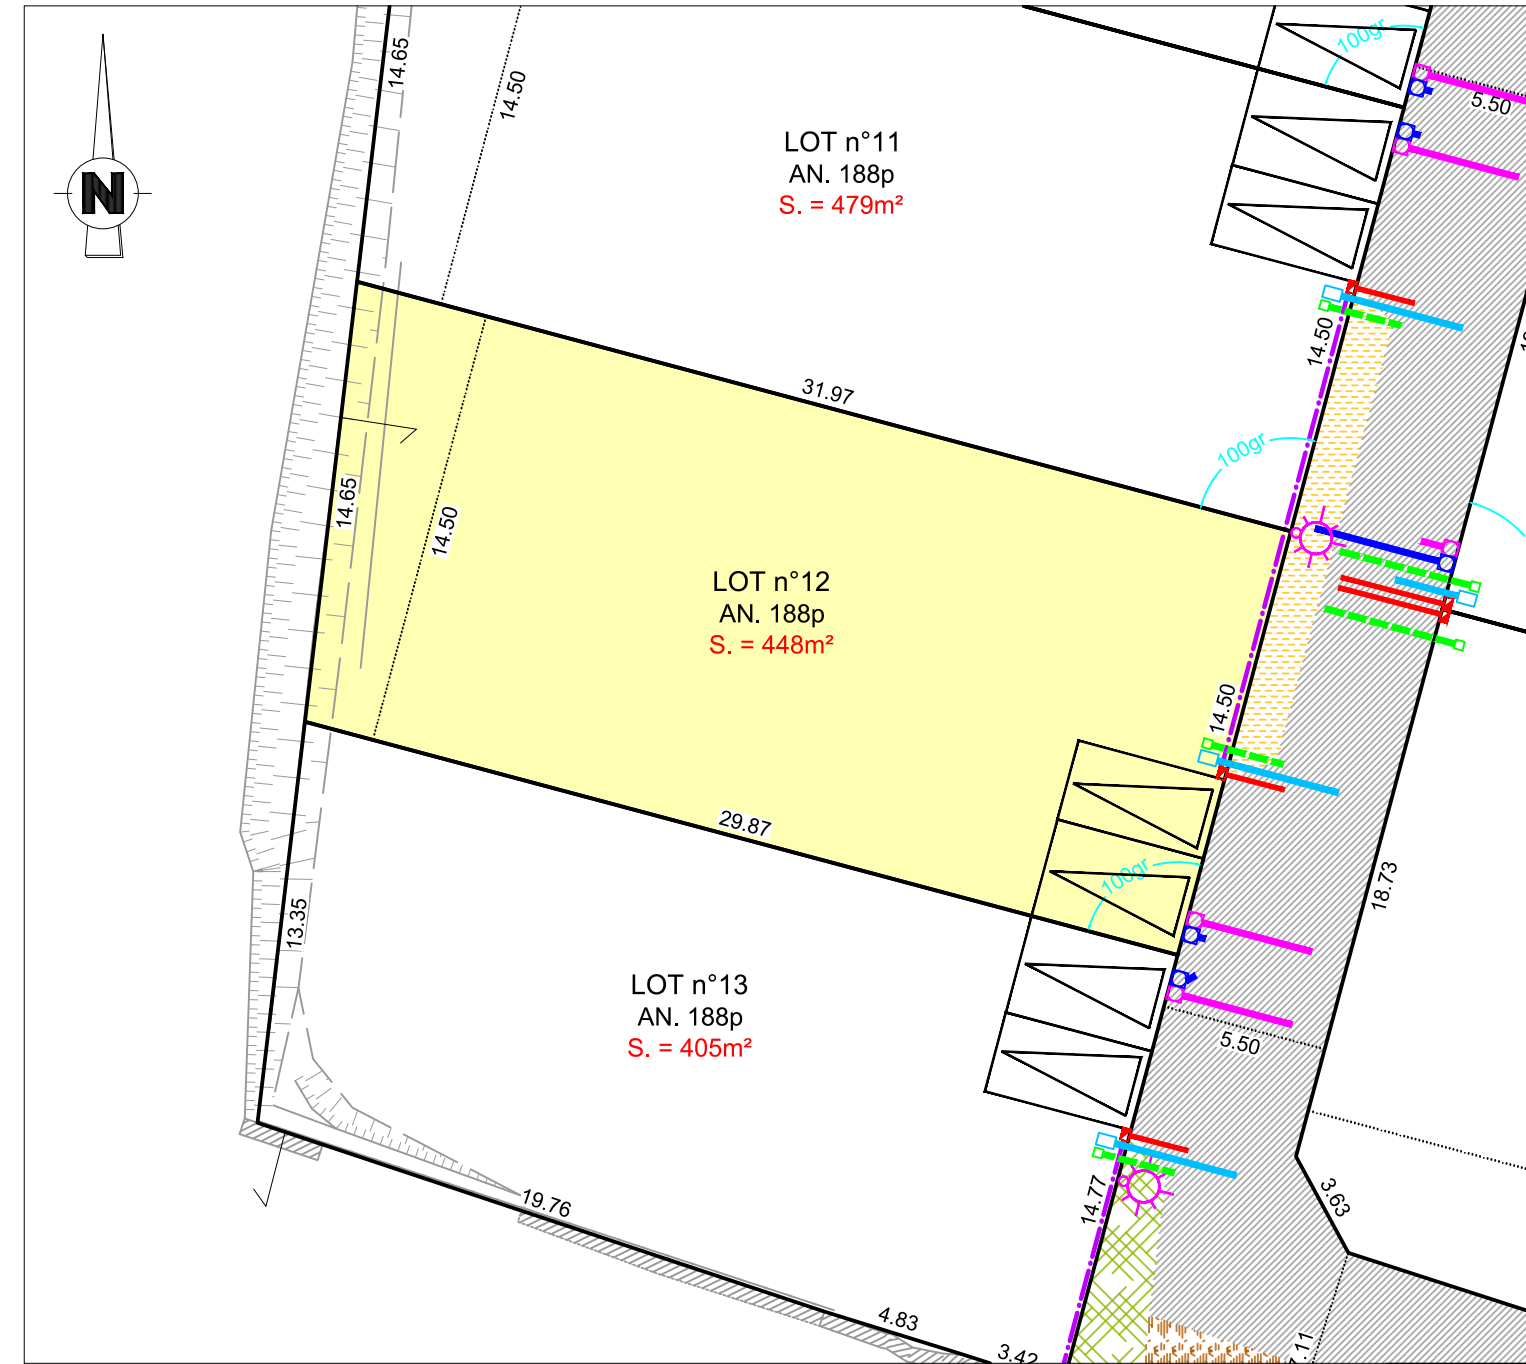 14.65
14.50
100gr
5.50
LOT n°11
AN. 188p
S. = 479m²
N
14.50
31.97
100gr
14.65
14.50
LOT n°12
AN. 188p
S. = 448m²
14.50
29.87
100gr
18.73
13.35
LOT n°13
AN. 188p
S. = 405m²
5.50
14.77
3.63
19.76
4.83
3.42